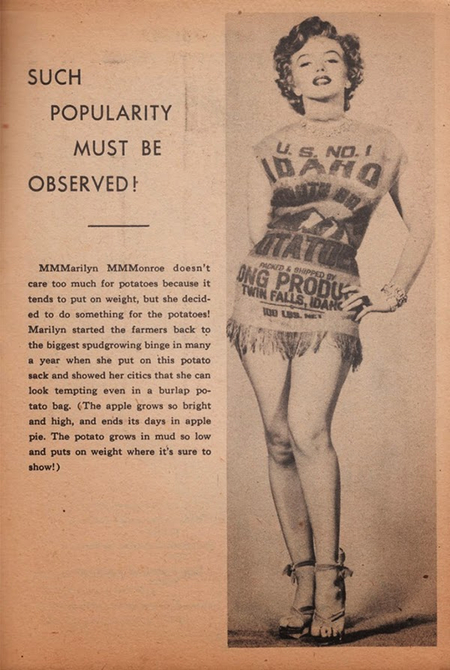 SUCH
POPULARITY
MUST BE
OBSERVED!
MMMarilyn MMMonroe doesn't
care too much for potatoes because it
tends to put on weight, but she decid-
ed to do something for the potatoes!
Marilyn started the farmers back to
the biggest spudgrowing binge in many
a year when she put on this potato
sack and showed her citics that she can
look tempting even in a burlap po-
tato bag. (The apple grows so bright
and high, and ends its days in apple
pie. The potato grows in mud so low
and puts on weight where it's sure to
show!)
U.S. NO. 1
IDAHO
OTATO
PACKED & SHIPPED BY
ONG PRODU
TWIN FALLS, IDAHO
100 LBS. NET